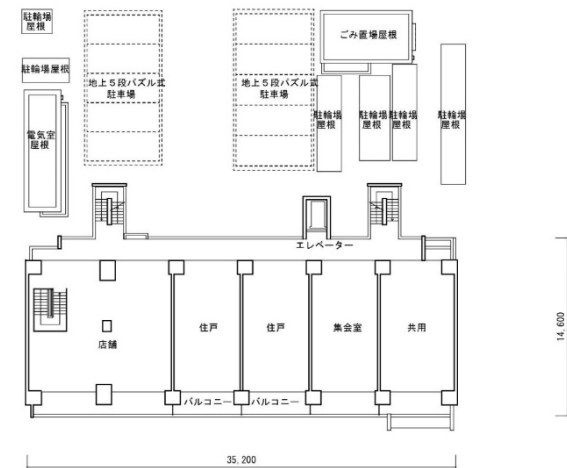 駐輪場
屋根
ごみ置場屋根
駐輪場屋根
地上５段パズル式
駐車場
地上５段パズル式
駐車場
電気室
屋根
駐輪場
屋根
駐輪場
屋根
駐輪場
屋根
駐輪場
屋根
エレベーター
店舗
住戸
住戸
集会室
共用
バルコニー
バルコニー
14,600
35,200